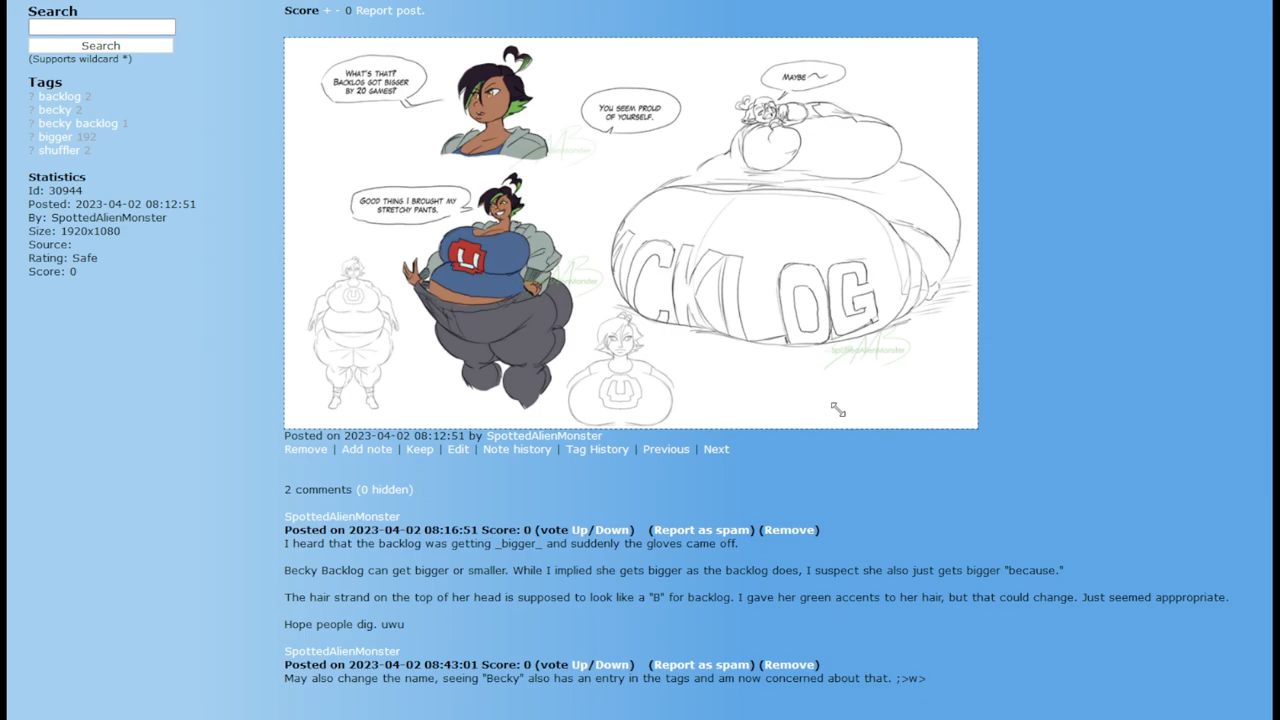 Search
Search
(Supports wildcard *)
Tags
? backlog 2
? becky 2
? becky backlog 1
? bigger 192
? shuffler 2
Statistics
Id: 30944
Posted: 2023-04-02 08:12:51
By: SpottedAlienMonster
Size: 1920x1080
Source:
Rating: Safe
Score: 0
Score + - 0 Report post.
WHAT'S THAT?
BACKLOG GOT BIGGER
BY 20 GAMES?
YOU SEEM PROUD
OF YOURSELF.
MAYBE~
GOOD THING I BROUGHT MY
STRETCHY PANTS.
U
U
U
ACKLOG
SpottedAlienMonster
Posted on 2023-04-02 08:12:51 by SpottedAlienMonster
Remove | Add note | Keep | Edit | Note history | Tag History | Previous | Next
2 comments (0 hidden)
SpottedAlienMonster
Posted on 2023-04-02 08:16:51 Score: 0 (vote Up/Down) (Report as spam) (Remove)
I heard that the backlog was getting _bigger_ and suddenly the gloves came off.
Becky Backlog can get bigger or smaller. While I implied she gets bigger as the backlog does, I suspect she also just gets bigger "because."
The hair strand on the top of her head is supposed to look like a "B" for backlog. I gave her green accents to her hair, but that could change. Just seemed apppropriate.
Hope people dig. uwu
SpottedAlienMonster
Posted on 2023-04-02 08:43:01 Score: 0 (vote Up/Down) (Report as spam) (Remove)
May also change the name, seeing "Becky" also has an entry in the tags and am now concerned about that. ;>w>